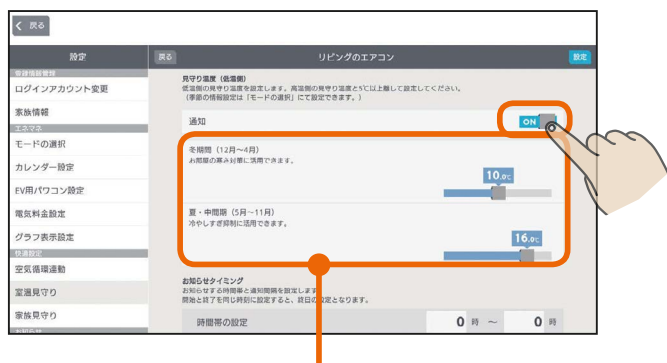 戻る
設定
戻る
リビングのエアコン
設定
登録情報管理
ログインアカウント変更
家族情報
エネマネ
モードの選択
カレンダー設定
EV用パワコン設定
電気料金設定
グラフ表示設定
快適設定
空気循環連動
室温見守り
家族見守り
お知らせ
見守り温度（低温側）
低温側の見守り温度を設定します。高温側の見守り温度と5℃以上離して設定してください。
（季節の情報設定は「モードの選択」にて設定できます。）
通知
ON
冬期間（12月～4月）
お部屋の寒み対策に活用できます。
10.0℃
夏・中間期（5月～11月）
冷やしすぎ抑制に活用できます。
16.0℃
お知らせタイミング
お知らせする時間帯と通知間隔を設定しま
開始と終了を同じ時刻に設定すると、終日の設定となります。
時間帯の設定
0 時 ～ 0 時